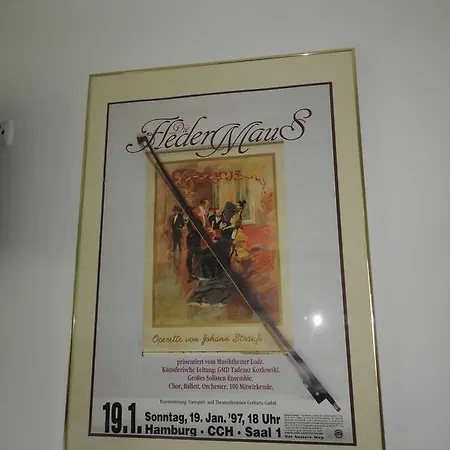 Die
FlederMauS
Operette von Johann Strauß
präsentiert vom Musiktheater Lodz.
Künstlerische Leitung: GMD Tadeusz Kozlowski.
Großes Solisten-Ensemble,
Chor, Ballett, Orchester, 100 Mitwirkende.
19.1. Sonntag, 19. Jan. '97, 18 Uhr
Hamburg · CCH · Saal 1